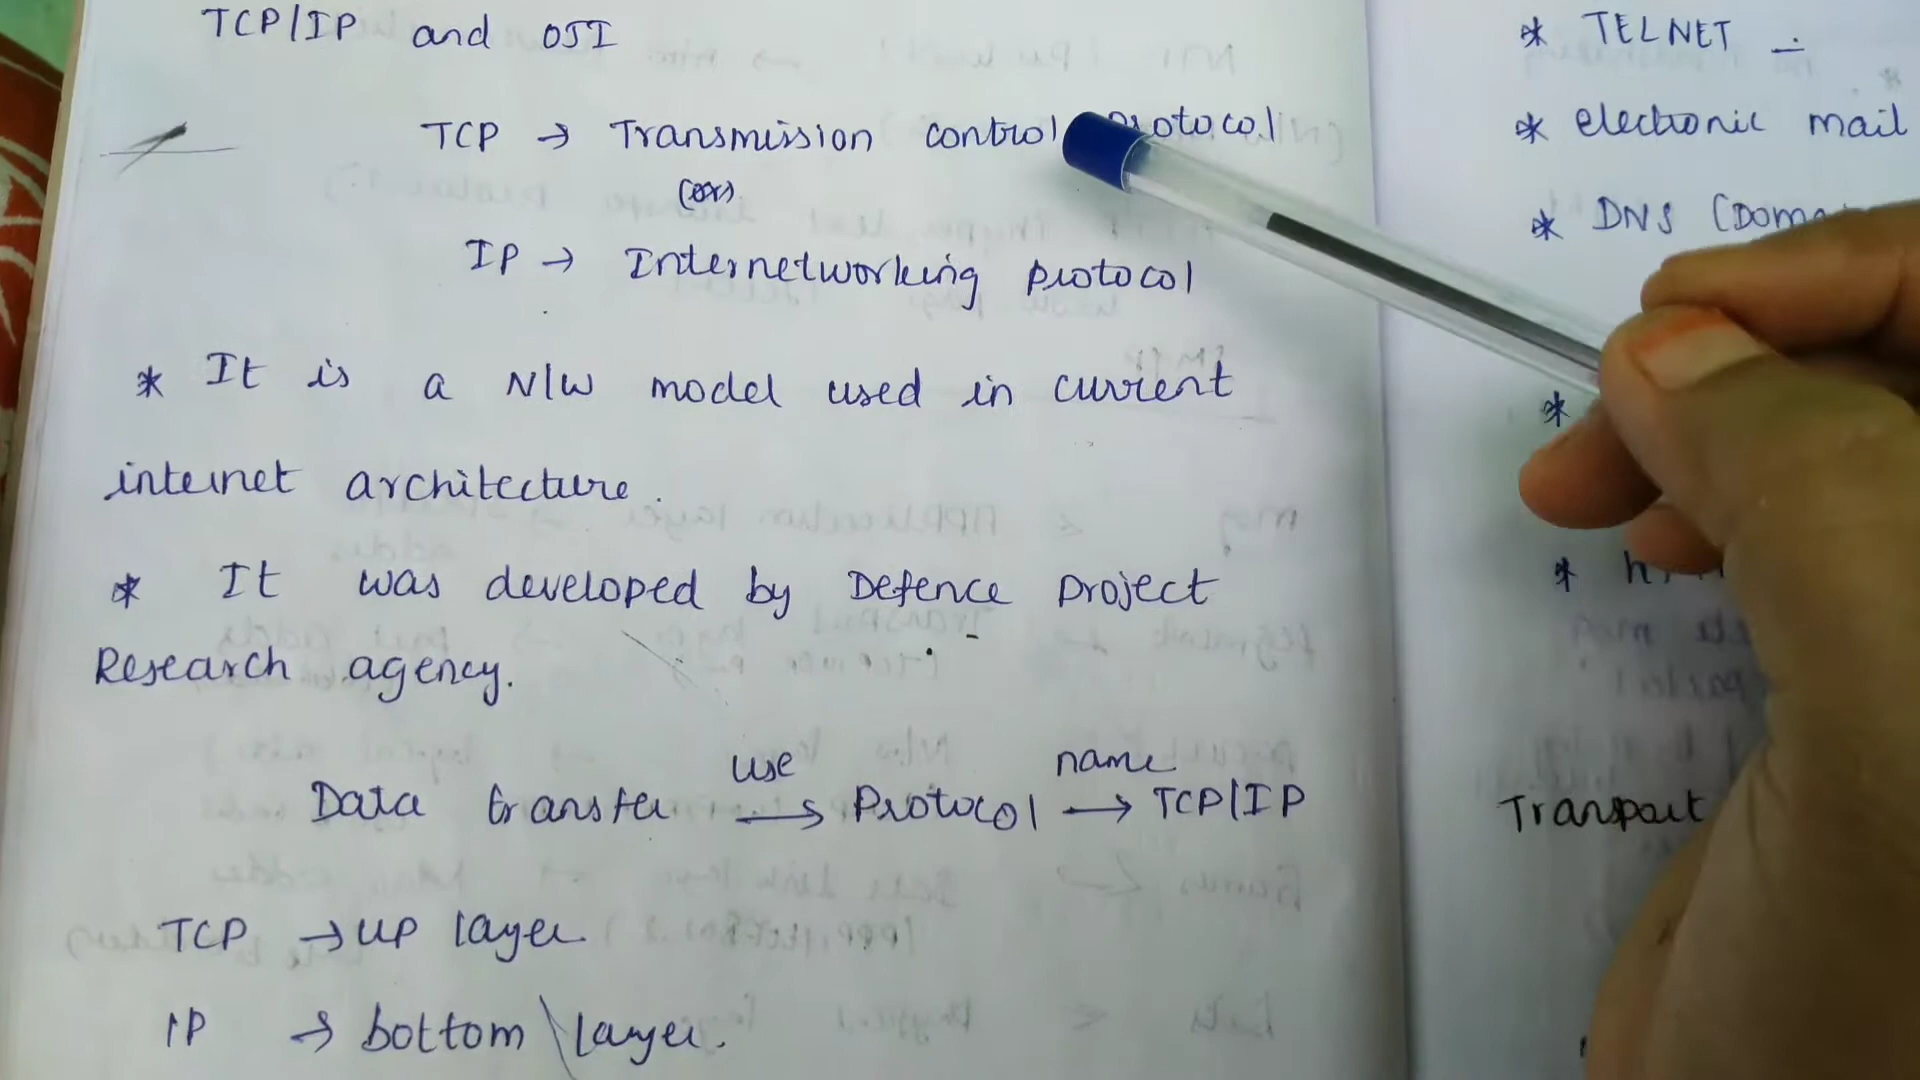 TCP/IP and OSI
TCP → Transmission control protocol
(or)
IP → Internetworking protocol
* It is a N/W model used in current
internet architecture.
* It was developed by Defence project
Research agency.
Data transfer use → Protocol name → TCP/IP
TCP → up layer
IP → bottom layer.
* TELNET
* electronic mail
* DNS (Doma
*
*
Transport